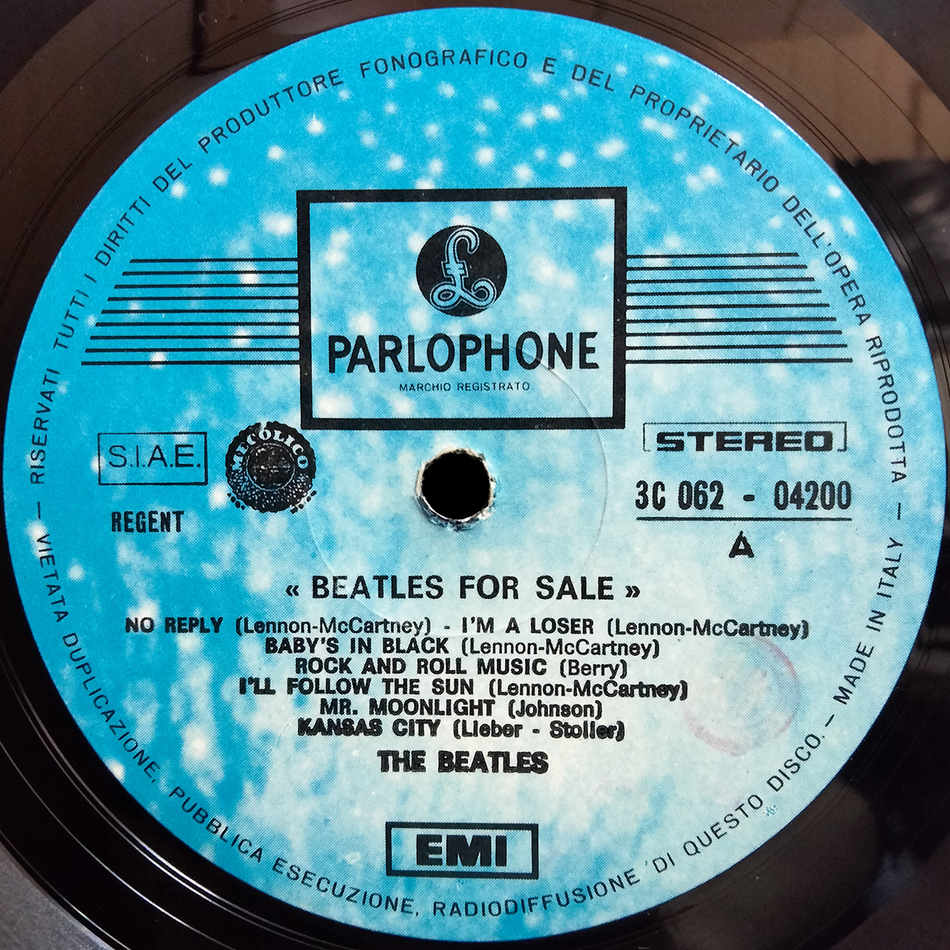 — RISERVATI TUTTI I DIRITTI DEL PRODUTTORE FONOGRAFICO E DEL PROPRIETARIO DELL'OPERA RIPRODOTTA —
PARLOPHONE
MARCHIO REGISTRATO
S.I.A.E.
MECOLICO
REGENT
STEREO
3C 062 - 04200
A
« BEATLES FOR SALE »
NO REPLY (Lennon-McCartney) - I'M A LOSER (Lennon-McCartney)
BABY'S IN BLACK (Lennon-McCartney)
ROCK AND ROLL MUSIC (Berry)
I'LL FOLLOW THE SUN (Lennon-McCartney)
MR. MOONLIGHT (Johnson)
KANSAS CITY (Lieber - Stoller)
THE BEATLES
EMI
VIETATA DUPLICAZIONE, PUBBLICA ESECUZIONE, RADIODIFFUSIONE DI QUESTO DISCO. - MADE IN ITALY